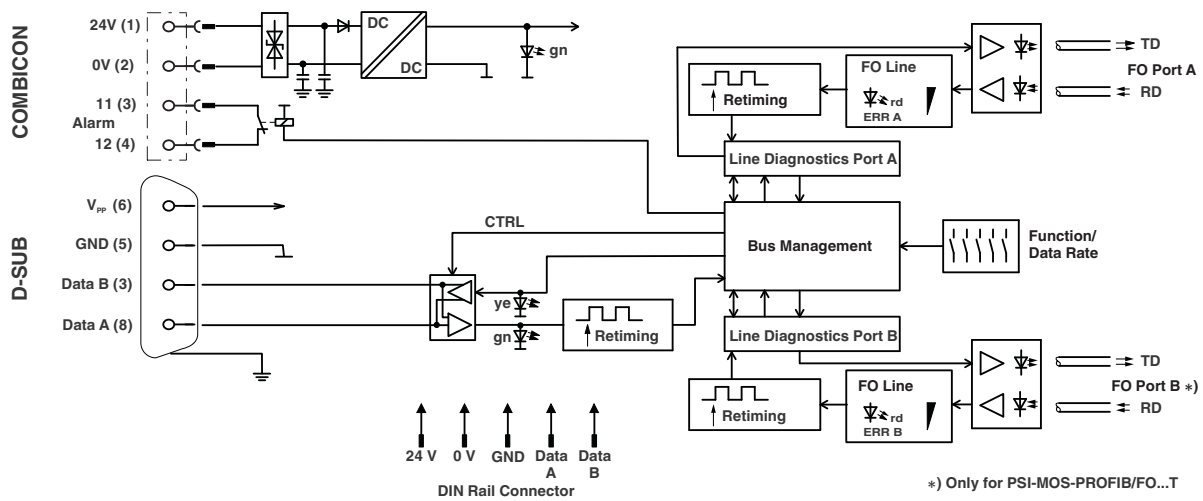 COMBICON
24V (1)
0V (2)
11 (3)
Alarm
12 (4)
DC
DC
gn
D-SUB
VPP (6)
GND (5)
Data B (3)
Data A (8)
CTRL
ye
gn
Retiming
Retiming
FO Line
rd
ERR A
TD
FO Port A
RD
Line Diagnostics Port A
Bus Management
Function/
Data Rate
Line Diagnostics Port B
Retiming
FO Line
rd
ERR B
TD
FO Port B *)
RD
24 V
0 V
GND
Data
A
Data
B
DIN Rail Connector
*) Only for PSI-MOS-PROFIB/FO...T